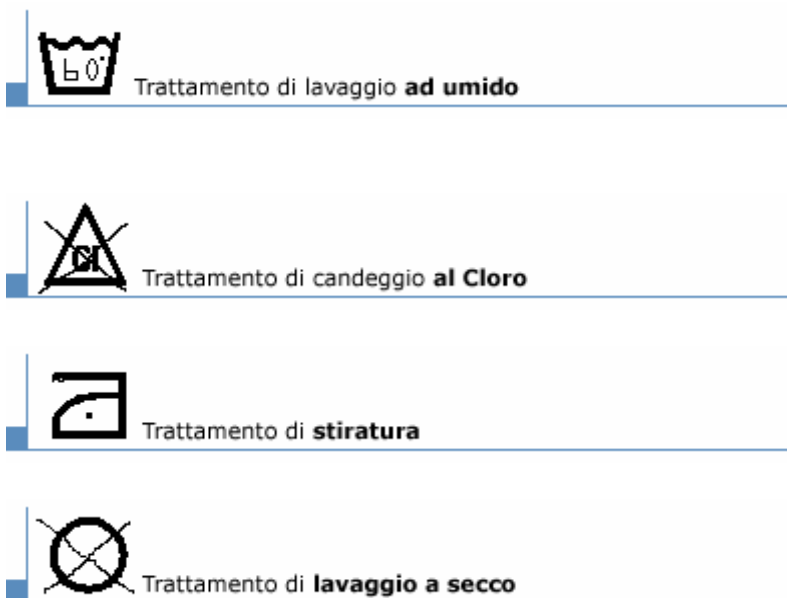 60° Trattamento di lavaggio ad umido
Cl Trattamento di candeggio al Cloro
Trattamento di stiratura
Trattamento di lavaggio a secco